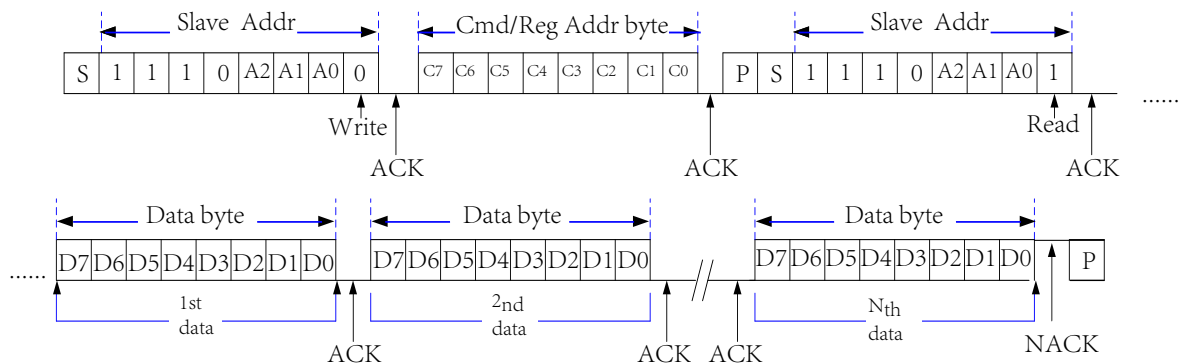 Slave Addr Cmd/Reg Addr byte Slave Addr
S 1 1 1 0 A2 A1 A0 0 C7 C6 C5 C4 C3 C2 C1 C0 P S 1 1 1 0 A2 A1 A0 1
......
Write Read
ACK ACK ACK
Data byte Data byte Data byte
...... D7 D6 D5 D4 D3 D2 D1 D0 D7 D6 D5 D4 D3 D2 D1 D0 // D7 D6 D5 D4 D3 D2 D1 D0 P
1st 2nd Nth
data data data
ACK ACK ACK NACK